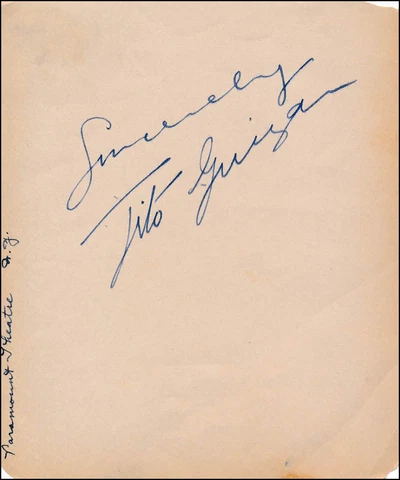 Sincerely
Tito Guizar
Paramount Theatre N.Y.